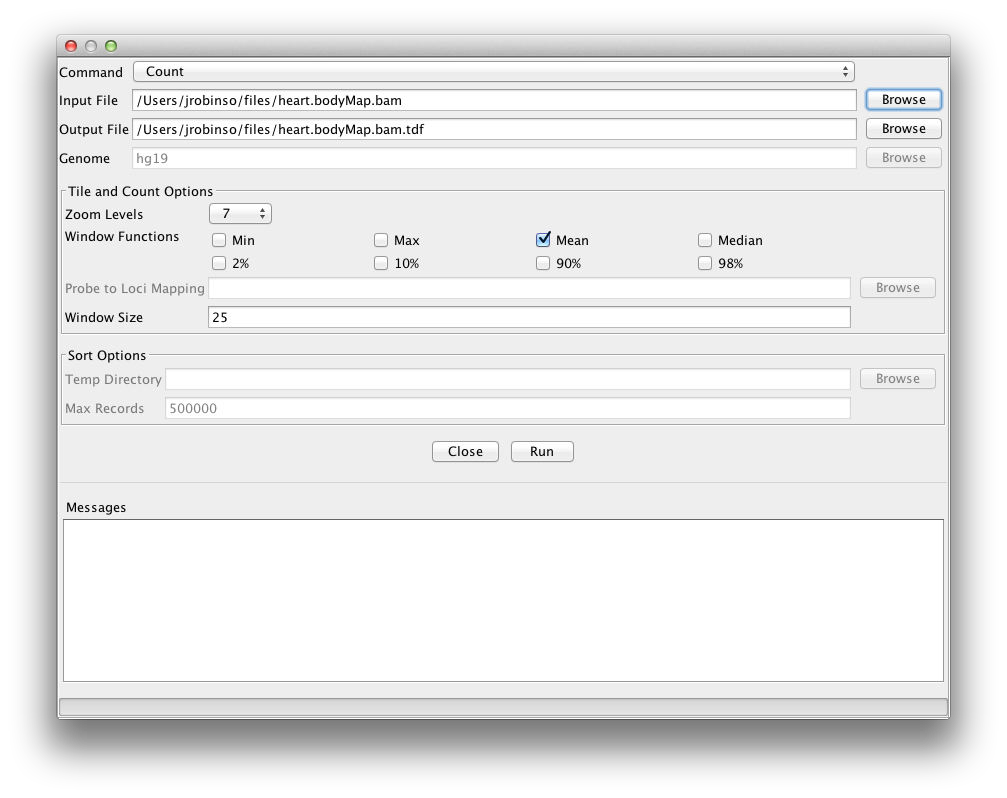 Command Count
Input File /Users/jrobinso/files/heart.bodyMap.bam Browse
Output File /Users/jrobinso/files/heart.bodyMap.bam.tdf Browse
Genome hg19 Browse
Tile and Count Options
Zoom Levels 7
Window Functions Min Max Mean Median
2% 10% 90% 98%
Probe to Loci Mapping Browse
Window Size 25
Sort Options
Temp Directory Browse
Max Records 500000
Close Run
Messages